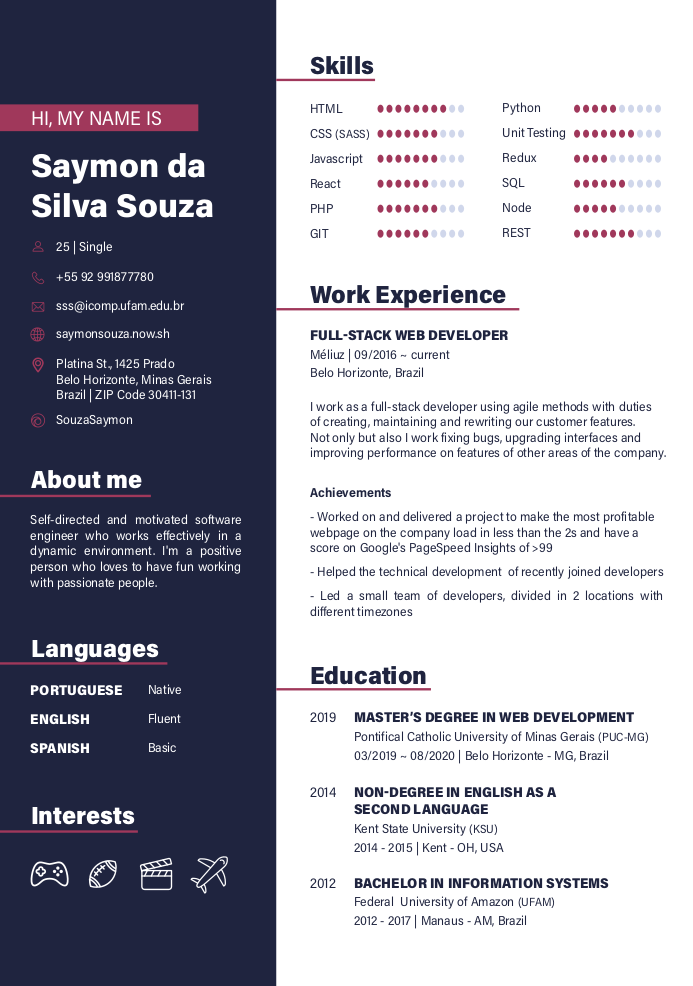 HI, MY NAME IS
Saymon da
Silva Souza
25 | Single
+55 92 991877780
sss@icomp.ufam.edu.br
saymonsouza.now.sh
Platina St., 1425 Prado
Belo Horizonte, Minas Gerais
Brazil | ZIP Code 30411-131
SouzaSaymon
About me
Self-directed and motivated software
engineer who works effectively in a
dynamic environment. I'm a positive
person who loves to have fun working
with passionate people.
Languages
PORTUGUESE Native
ENGLISH Fluent
SPANISH Basic
Interests
Skills
HTML
CSS (SASS)
Javascript
React
PHP
GIT
Python
Unit Testing
Redux
SQL
Node
REST
Work Experience
FULL-STACK WEB DEVELOPER
Méliuz | 09/2016 ~ current
Belo Horizonte, Brazil
I work as a full-stack developer using agile methods with duties
of creating, maintaining and rewriting our customer features.
Not only but also I work fixing bugs, upgrading interfaces and
improving performance on features of other areas of the company.
Achievements
- Worked on and delivered a project to make the most profitable
webpage on the company load in less than the 2s and have a
score on Google's PageSpeed Insights of >99
- Helped the technical development of recently joined developers
- Led a small team of developers, divided in 2 locations with
different timezones
Education
2019 MASTER'S DEGREE IN WEB DEVELOPMENT
Pontifical Catholic University of Minas Gerais (PUC-MG)
03/2019 ~ 08/2020 | Belo Horizonte - MG, Brazil
2014 NON-DEGREE IN ENGLISH AS A
SECOND LANGUAGE
Kent State University (KSU)
2014 - 2015 | Kent - OH, USA
2012 BACHELOR IN INFORMATION SYSTEMS
Federal University of Amazon (UFAM)
2012 - 2017 | Manaus - AM, Brazil